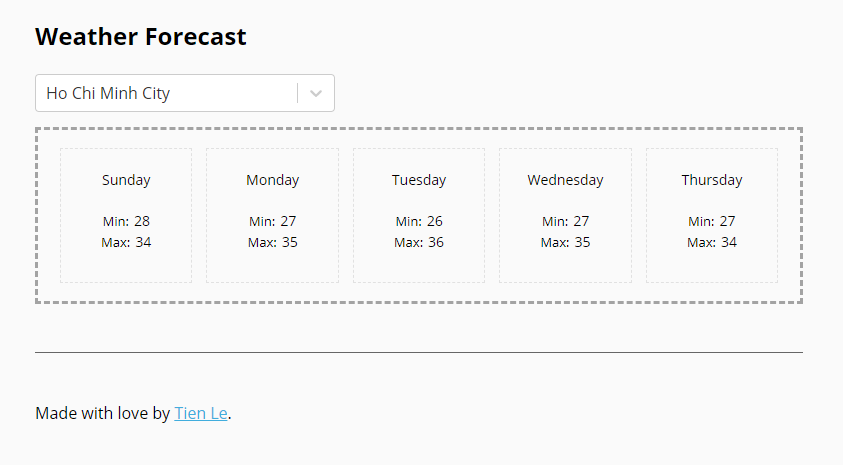 Weather Forecast
Ho Chi Minh City
Sunday
Min: 28
Max: 34
Monday
Min: 27
Max: 35
Tuesday
Min: 26
Max: 36
Wednesday
Min: 27
Max: 35
Thursday
Min: 27
Max: 34
Made with love by Tien Le.